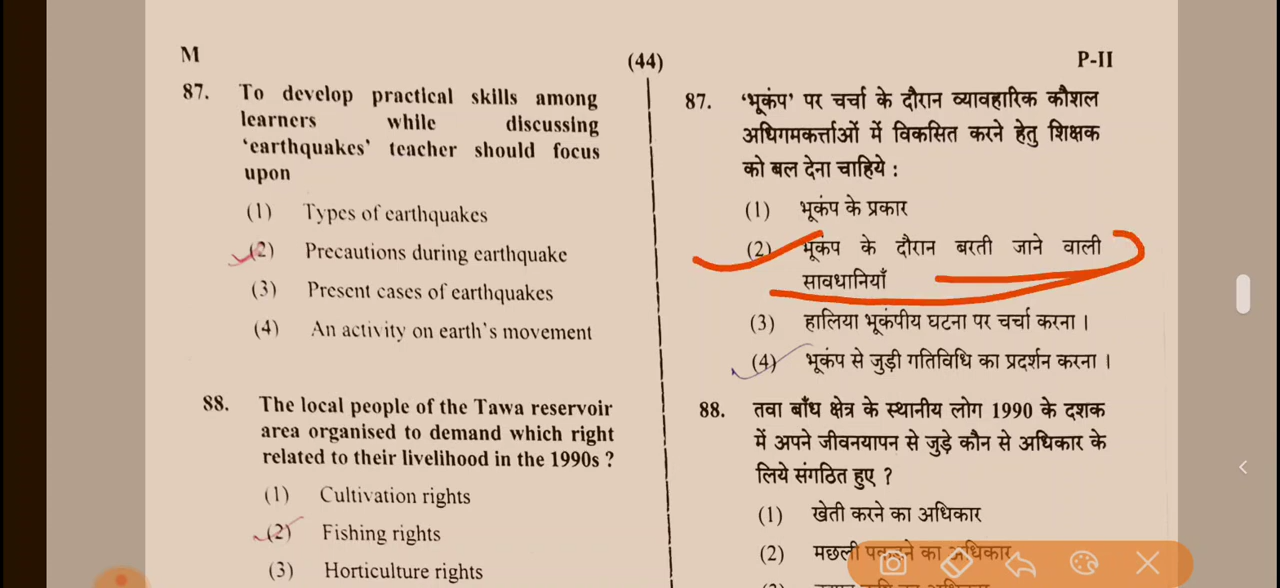 M
(44)
P-II
87. To develop practical skills among
learners while discussing
'earthquakes' teacher should focus
upon
(1) Types of earthquakes
(2) Precautions during earthquake
(3) Present cases of earthquakes
(4) An activity on earth's movement
88. The local people of the Tawa reservoir
area organised to demand which right
related to their livelihood in the 1990s ?
(1) Cultivation rights
(2) Fishing rights
(3) Horticulture rights
87. 'भूकंप' पर चर्चा के दौरान व्यावहारिक कौशल
अधिगमकर्त्ताओं में विकसित करने हेतु शिक्षक
को बल देना चाहिये :
(1) भूकंप के प्रकार
(2) भूकंप के दौरान बरती जाने वाली
सावधानियाँ
(3) हालिया भूकंपीय घटना पर चर्चा करना ।
(4) भूकंप से जुड़ी गतिविधि का प्रदर्शन करना ।
88. तवा बाँध क्षेत्र के स्थानीय लोग 1990 के दशक
में अपने जीवनयापन से जुड़े कौन से अधिकार के
लिये संगठित हुए ?
(1) खेती करने का अधिकार
(2) मछली पकड़ने का अधिकार